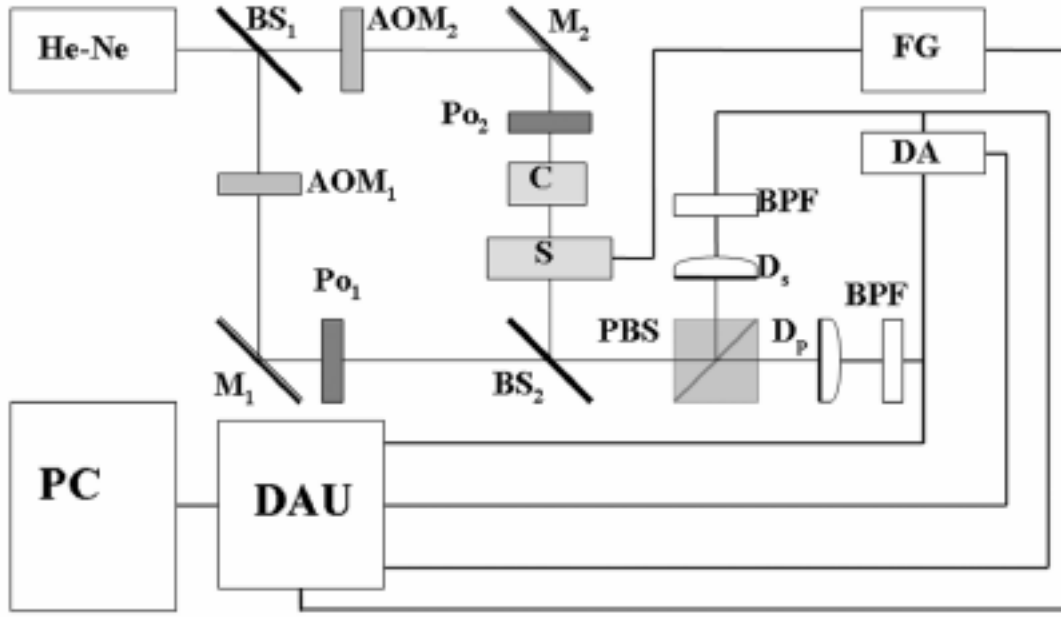 He-Ne
BS₁
AOM₂
M₂
FG
Po₂
C
DA
AOM₁
BPF
S
Dₛ
Po₁
BPF
PBS
Dₚ
M₁
BS₂
PC
DAU